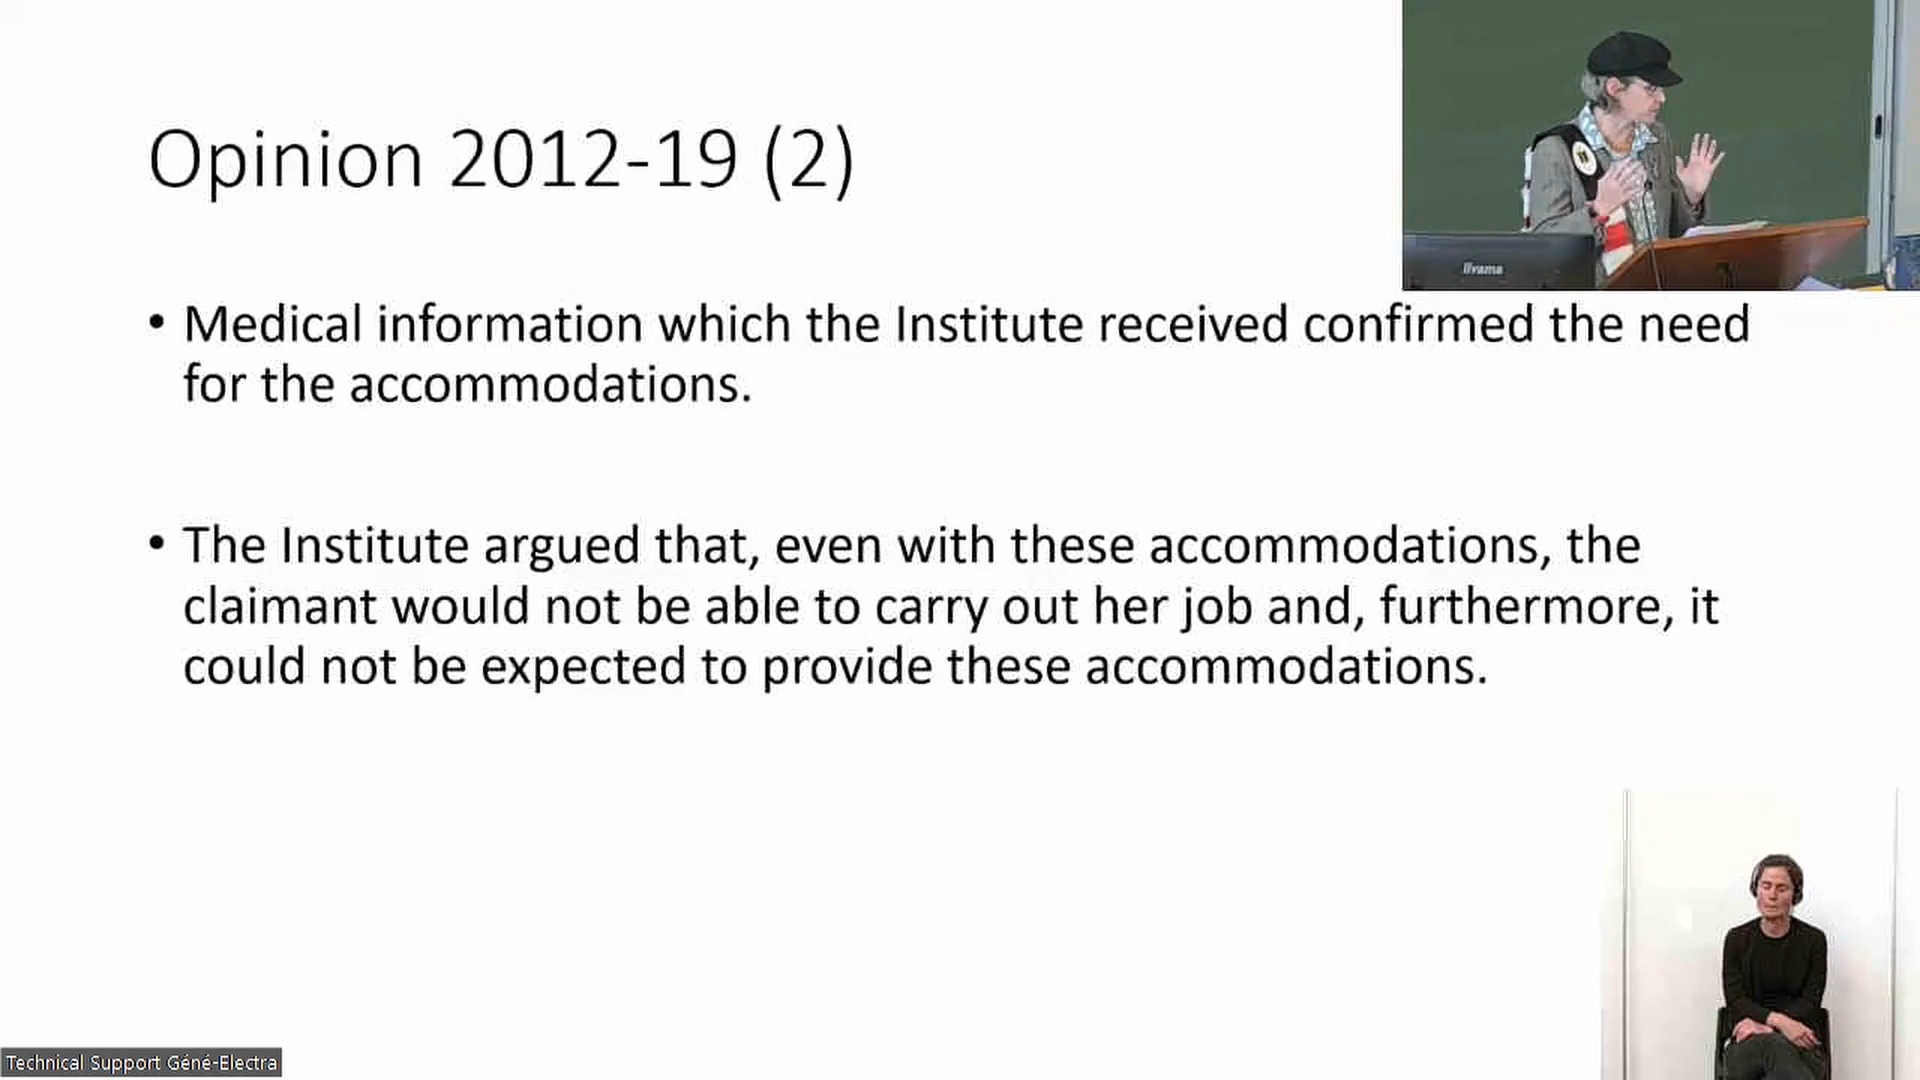 Opinion 2012-19 (2)
• Medical information which the Institute received confirmed the need
for the accommodations.
• The Institute argued that, even with these accommodations, the
claimant would not be able to carry out her job and, furthermore, it
could not be expected to provide these accommodations.
iiyama
Technical Support Géné-Electra